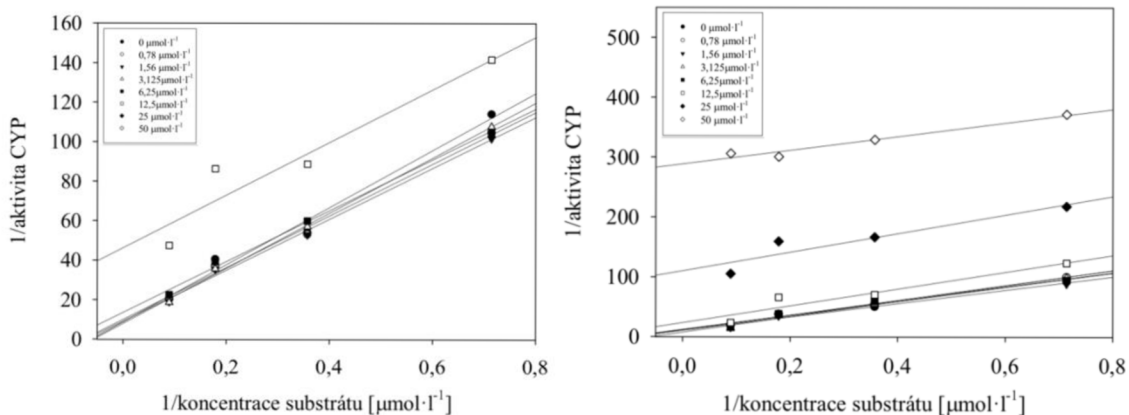 160
140
120
100
80
60
40
20
0
1/aktivita CYP
0 µmol·l⁻¹
0,78 µmol·l⁻¹
1,56 µmol·l⁻¹
3,125µmol·l⁻¹
6,25µmol·l⁻¹
12,5µmol·l⁻¹
25 µmol·l⁻¹
50 µmol·l⁻¹
0,0 0,2 0,4 0,6 0,8
1/koncentrace substrátu [µmol·l⁻¹]
500
400
300
200
100
0
1/aktivita CYP
0 µmol·l⁻¹
0,78 µmol·l⁻¹
1,56 µmol·l⁻¹
3,125µmol·l⁻¹
6,25µmol·l⁻¹
12,5µmol·l⁻¹
25 µmol·l⁻¹
50 µmol·l⁻¹
0,0 0,2 0,4 0,6 0,8
1/koncentrace substrátu [µmol·l⁻¹]